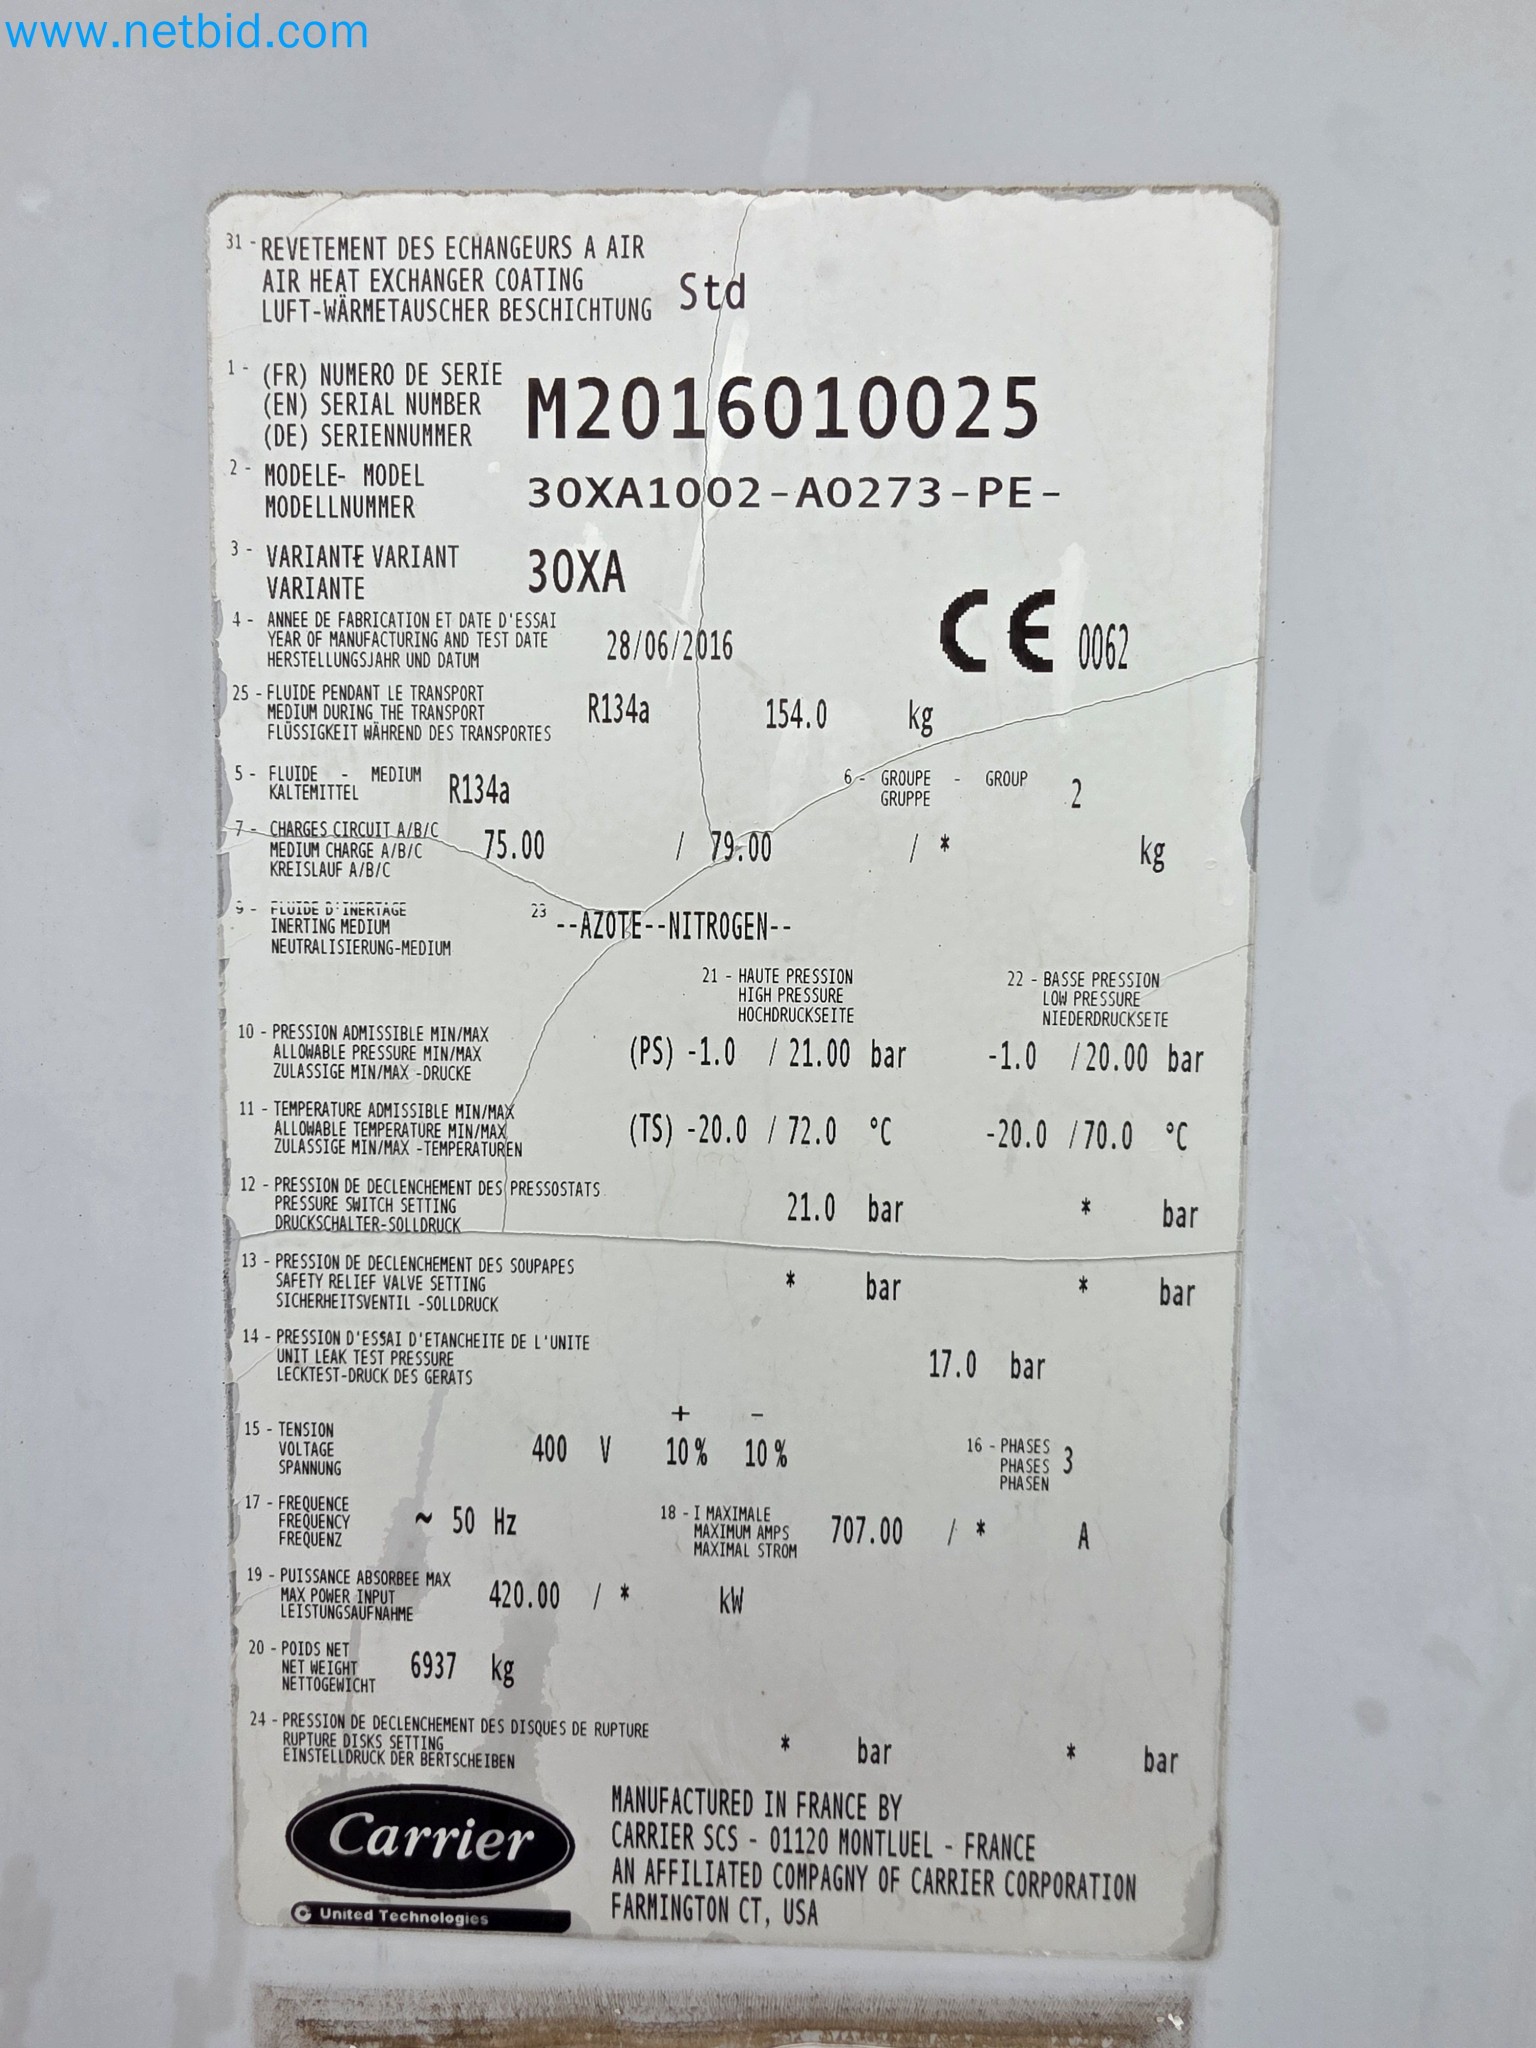 www.netbid.com
31 - REVETEMENT DES ECHANGEURS A AIR
AIR HEAT EXCHANGER COATING Std
LUFT-WÄRMETAUSCHER BESCHICHTUNG
1 - (FR) NUMERO DE SERIE
(EN) SERIAL NUMBER M2016010025
(DE) SERIENNUMMER
2 - MODELE- MODEL 30XA1002-A0273-PE-
MODELLNUMMER
3 - VARIANTE VARIANT 30XA
VARIANTE
4 - ANNEE DE FABRICATION ET DATE D'ESSAI
YEAR OF MANUFACTURING AND TEST DATE 28/06/2016 CE 0062
HERSTELLUNGSJAHR UND DATUM
25 - FLUIDE PENDANT LE TRANSPORT
MEDIUM DURING THE TRANSPORT R134a 154.0 kg
FLÜSSIGKEIT WÄHREND DES TRANSPORTES
5 - FLUIDE - MEDIUM R134a 6 - GROUPE - GROUP 2
KALTEMITTEL GRUPPE
7 - CHARGES CIRCUIT A/B/C
MEDIUM CHARGE A/B/C 75.00 / 79.00 / * kg
KREISLAUF A/B/C
9 - FLUIDE D'INERTAGE
INERTING MEDIUM 23 --AZOTE--NITROGEN--
NEUTRALISIERUNG-MEDIUM
21 - HAUTE PRESSION 22 - BASSE PRESSION
HIGH PRESSURE LOW PRESSURE
HOCHDRUCKSEITE NIEDERDRUCKSETE
10 - PRESSION ADMISSIBLE MIN/MAX
ALLOWABLE PRESSURE MIN/MAX (PS) -1.0 / 21.00 bar -1.0 / 20.00 bar
ZULASSIGE MIN/MAX -DRUCKE
11 - TEMPERATURE ADMISSIBLE MIN/MAX
ALLOWABLE TEMPERATURE MIN/MAX (TS) -20.0 / 72.0 °C -20.0 / 70.0 °C
ZULASSIGE MIN/MAX -TEMPERATUREN
12 - PRESSION DE DECLENCHEMENT DES PRESSOSTATS
PRESSURE SWITCH SETTING 21.0 bar * bar
DRUCKSCHALTER-SOLLDRUCK
13 - PRESSION DE DECLENCHEMENT DES SOUPAPES
SAFETY RELIEF VALVE SETTING * bar * bar
SICHERHEITSVENTIL -SOLLDRUCK
14 - PRESSION D'ESSAI D'ETANCHEITE DE L'UNITE
UNIT LEAK TEST PRESSURE 17.0 bar
LECKTEST-DRUCK DES GERATS
+ -
15 - TENSION 16 - PHASES
VOLTAGE 400 V 10% 10% PHASES 3
SPANNUNG PHASEN
17 - FREQUENCE 18 - I MAXIMALE
FREQUENCY ~ 50 Hz MAXIMUM AMPS 707.00 / * A
FREQUENZ MAXIMAL STROM
19 - PUISSANCE ABSORBEE MAX
MAX POWER INPUT 420.00 / * kW
LEISTUNGSAUFNAHME
20 - POIDS NET
NET WEIGHT 6937 kg
NETTOGEWICHT
24 - PRESSION DE DECLENCHEMENT DES DISQUES DE RUPTURE
RUPTURE DISKS SETTING * bar * bar
EINSTELLDRUCK DER BERTSCHEIBEN
Carrier
United Technologies
MANUFACTURED IN FRANCE BY
CARRIER SCS - 01120 MONTLUEL - FRANCE
AN AFFILIATED COMPAGNY OF CARRIER CORPORATION
FARMINGTON CT, USA